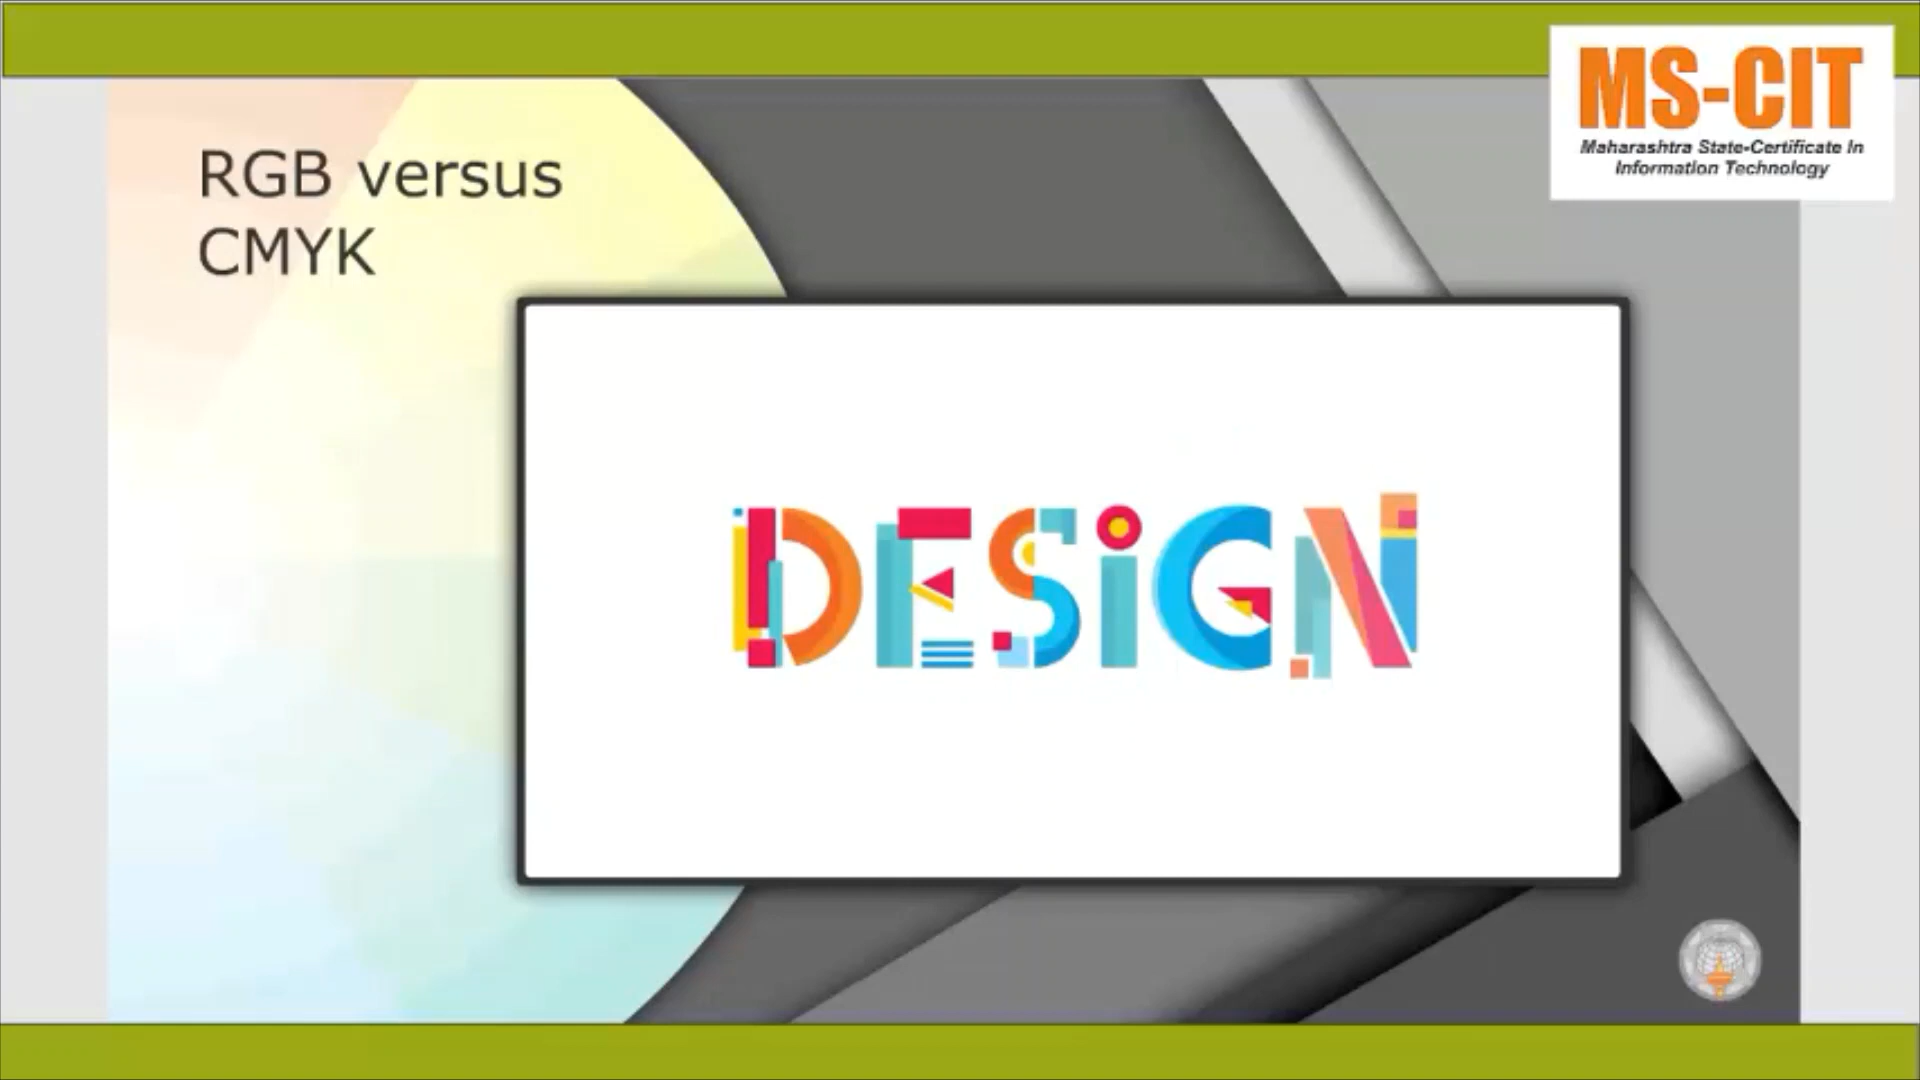 RGB versus
CMYK
MS-CIT
Maharashtra State-Certificate In
Information Technology
DESiGN